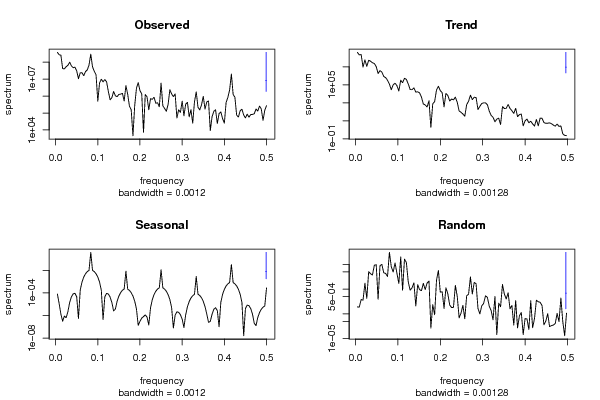 Observed
spectrum
1e+04 1e+07
0.0 0.1 0.2 0.3 0.4 0.5
frequency
bandwidth = 0.0012
Trend
spectrum
1e-01 1e+05
0.0 0.1 0.2 0.3 0.4 0.5
frequency
bandwidth = 0.00128
Seasonal
spectrum
1e-08 1e-04
0.0 0.1 0.2 0.3 0.4 0.5
frequency
bandwidth = 0.0012
Random
spectrum
1e-05 5e-04
0.0 0.1 0.2 0.3 0.4 0.5
frequency
bandwidth = 0.00128